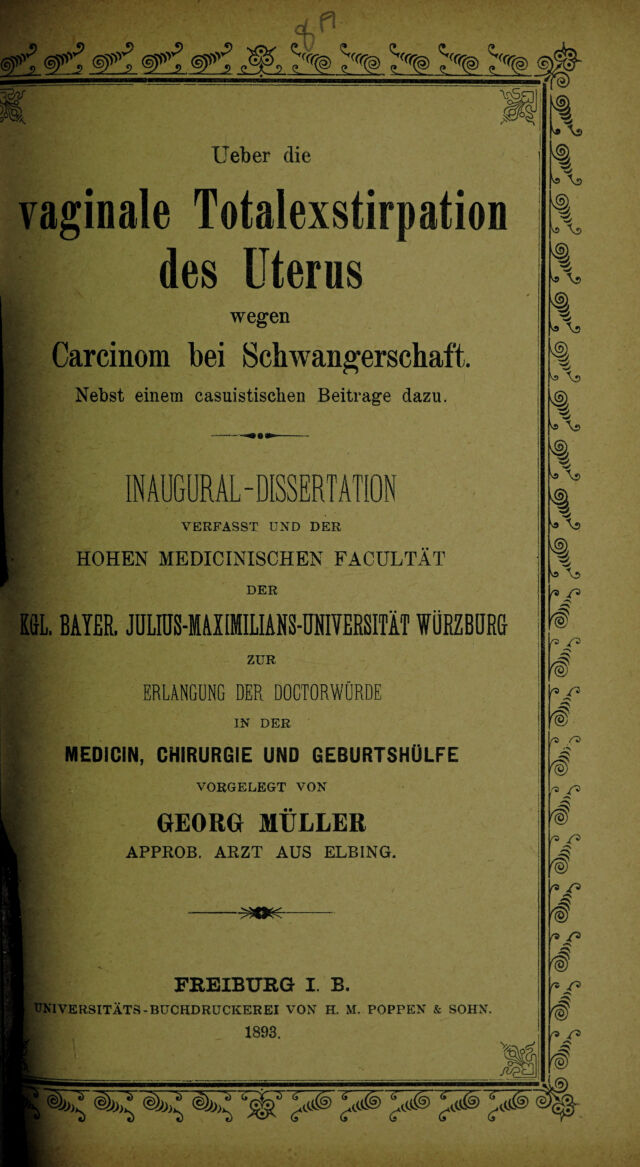 Ueber die
vaginale Totalexstirpation
des Uterus
wegen
Carcinom bei Schwangerschaft.
Nebst einem casuistischen Beitrage dazu.
INAUGURAL-DISSERTATION
VERFASST UND DER
HOHEN MEDICINISCHEN FACULTÄT
DER
KGL. BAYER. JULIUS-MAXIMILIANS-UNIVERSITÄT WÜRZBURG
ZUR
ERLANGUNG DER DOCTORWÜRDE
IN DER
MEDICIN, CHIRURGIE UND GEBURTSHÜLFE
VORGELEGT VON
GEORG MÜLLER
APPROB. ARZT AUS ELBING.
FREIBURG I. B.
UNIVERSITÄTS-BUCHDRUCKEREI VON H. M. POPPEN & SOHN.
1893.